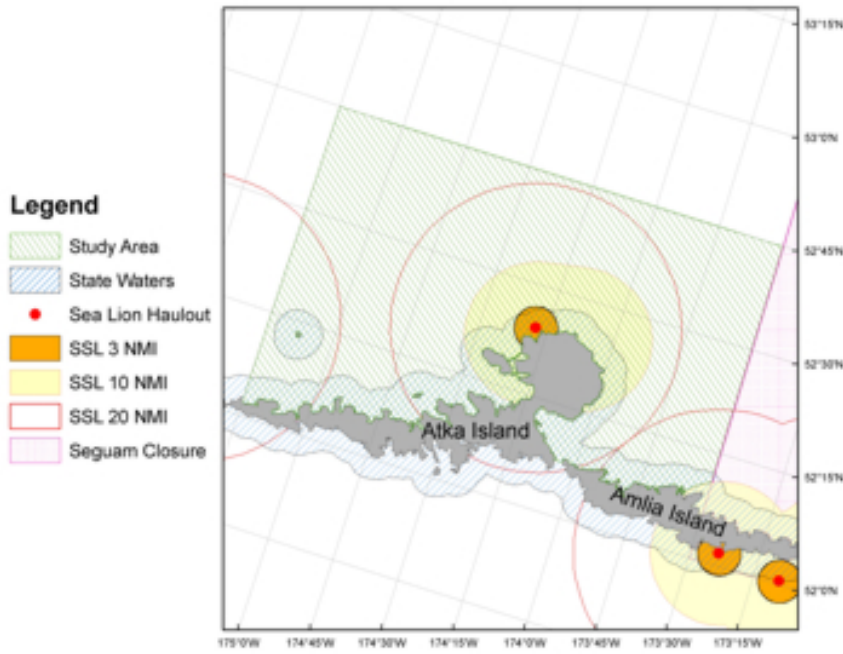 53°15'N
53°0'N
52°45'N
52°30'N
52°15'N
52°0'N
Legend
Study Area
State Waters
Sea Lion Haulout
SSL 3 NMI
SSL 10 NMI
SSL 20 NMI
Seguam Closure
Atka Island
Amlia Island
175°0'W 174°45'W 174°30'W 174°15'W 174°0'W 173°45'W 173°30'W 173°15'W